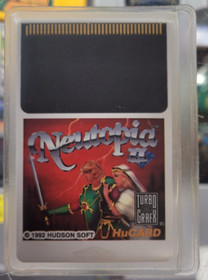 Neutopia
II
TURBO
GRAFX
© 1992 HUDSON SOFT
HuCARD